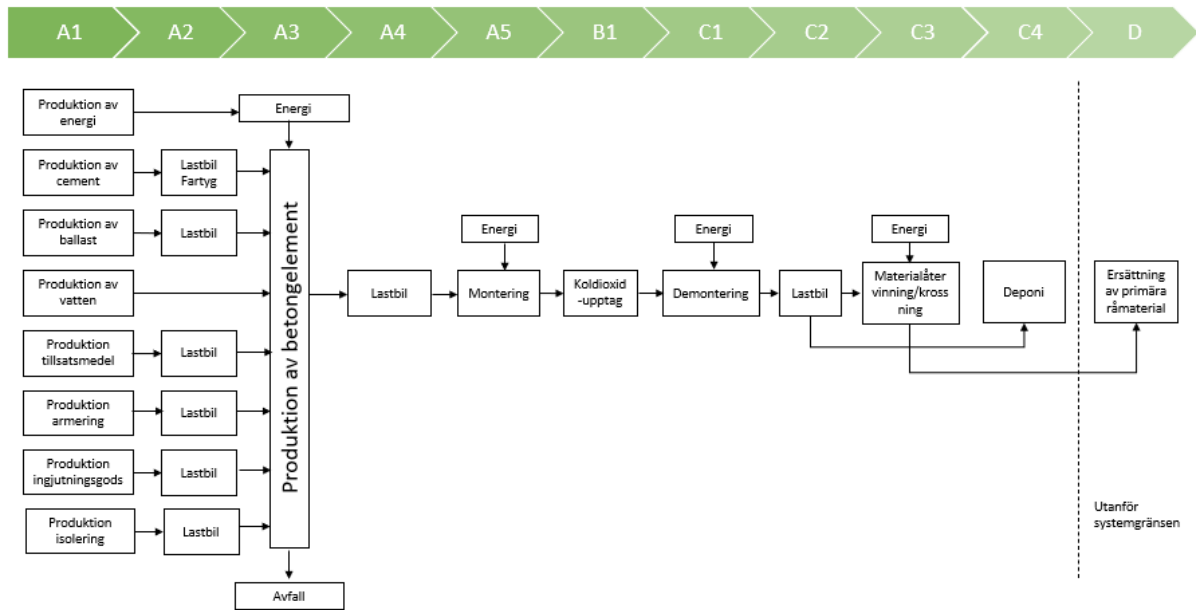 A1
A2
A3
A4
A5
B1
C1
C2
C3
C4
D
Produktion av
energi
Energi
Produktion av
cement
Lastbil
Fartyg
Produktion av
ballast
Lastbil
Produktion av
vatten
Produktion
tillsatsmedel
Lastbil
Produktion
armering
Lastbil
Produktion
ingjutningsgods
Lastbil
Produktion
isolering
Lastbil
Produktion av betongelement
Avfall
Lastbil
Energi
Montering
Koldioxid
-upptag
Energi
Demontering
Lastbil
Energi
Materialåter
vinning/kross
ning
Deponi
Ersättning
av primära
råmaterial
Utanför
systemgränsen